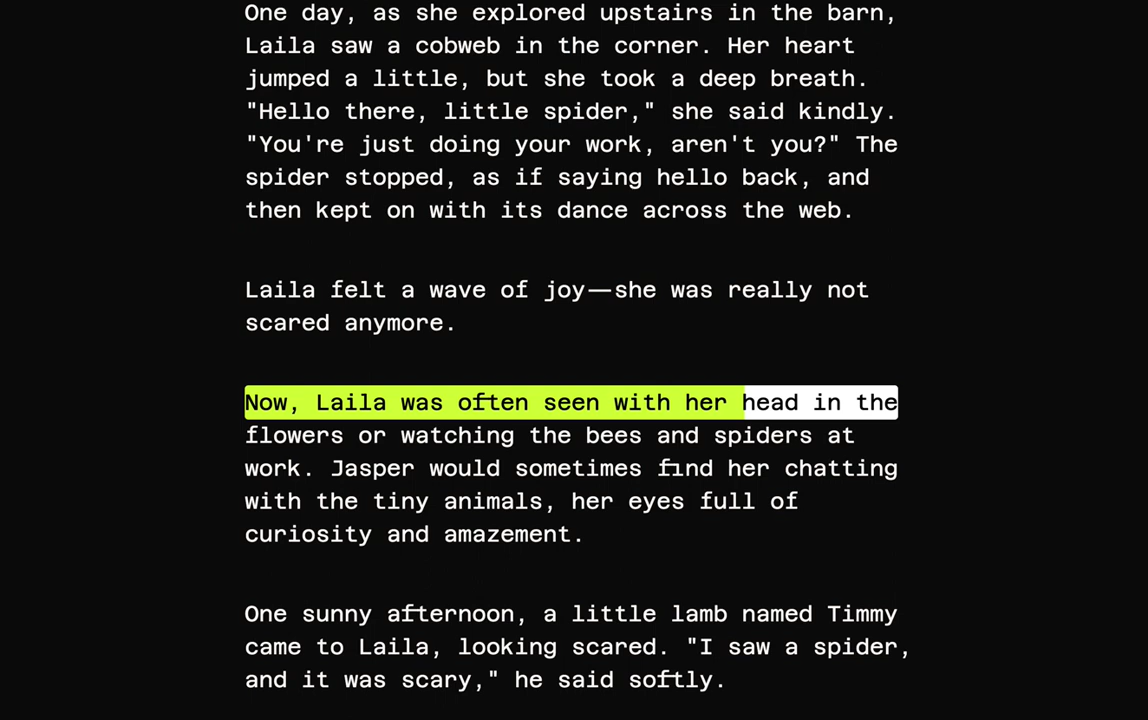 One day, as she explored upstairs in the barn,
Laila saw a cobweb in the corner. Her heart
jumped a little, but she took a deep breath.
"Hello there, little spider," she said kindly.
"You're just doing your work, aren't you?" The
spider stopped, as if saying hello back, and
then kept on with its dance across the web.
Laila felt a wave of joy—she was really not
scared anymore.
Now, Laila was often seen with her head in the
flowers or watching the bees and spiders at
work. Jasper would sometimes find her chatting
with the tiny animals, her eyes full of
curiosity and amazement.
One sunny afternoon, a little lamb named Timmy
came to Laila, looking scared. "I saw a spider,
and it was scary," he said softly.